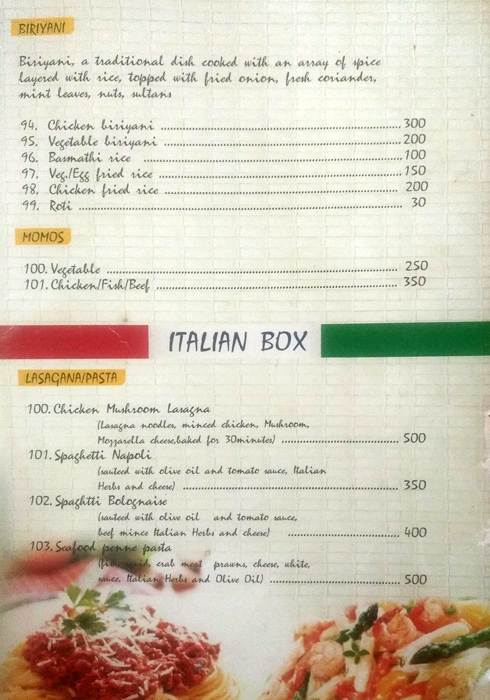 BIRIYANI
Biriyani, a traditional dish cooked with an array of spice
layered with rice, topped with fried onion, fresh coriander,
mint leaves, nuts, sultans
94. Chicken biriyani 300
95. Vegetable biriyani 200
96. Basmathi rice 100
97. Veg./Egg fried rice 150
98. Chicken fried rice 200
99. Roti 30
MOMOS
100. Vegetable 250
101. Chicken/Fish/Beef 350
ITALIAN BOX
LASAGANA/PASTA
100. Chicken Mushroom Lasagna
(Lasagna noodles, minced chicken, Mushroom,
Mozzarella cheese,baked for 30minutes) 500
101. Spaghetti Napoli
(sauteed with olive oil and tomato sauce, Italian
Herbs and cheese) 350
102. Spaghtti Bolognaise
(sauteed with olive oil and tomato sauce,
beef mince Italian Herbs and cheese) 400
103. Seafood penne pasta
(fish, squid, crab meat prawns, cheese, white,
sauce, Italian Herbs and Olive Oil) 500